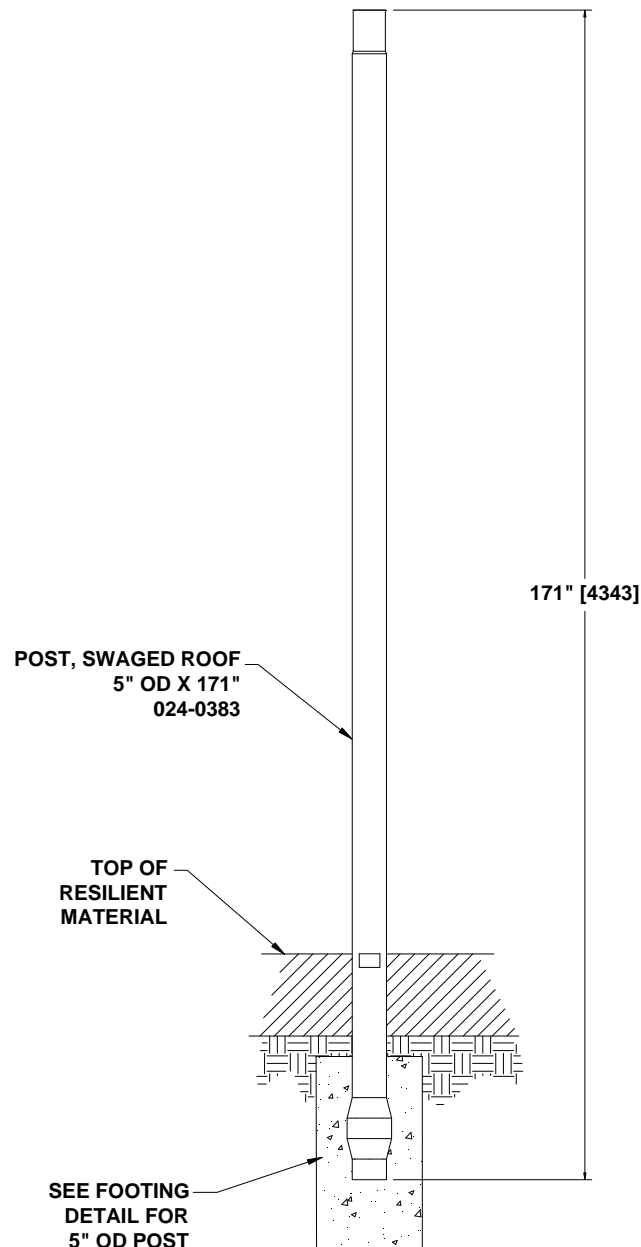 171" [4343]
POST, SWAGED ROOF
5" OD X 171"
024-0383
TOP OF
RESILIENT
MATERIAL
SEE FOOTING
DETAIL FOR
5" OD POST